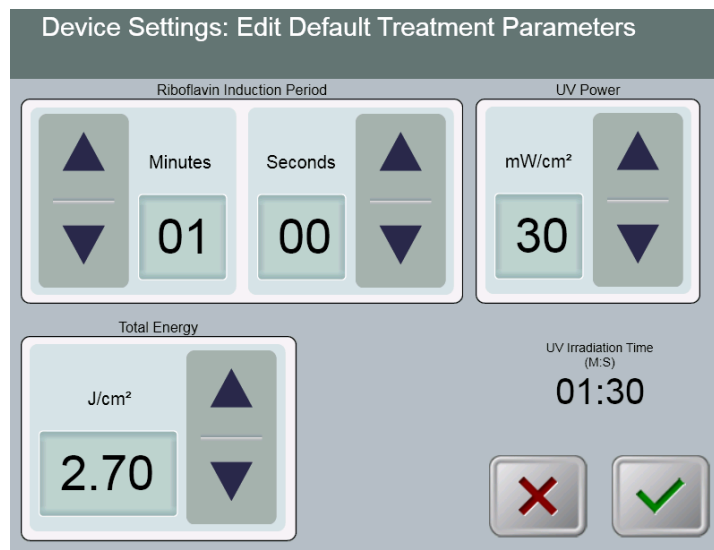 Device Settings: Edit Default Treatment Parameters
Riboflavin Induction Period
UV Power
Minutes
Seconds
mW/cm²
01
00
30
Total Energy
J/cm²
2.70
UV Irradiation Time
(M:S)
01:30